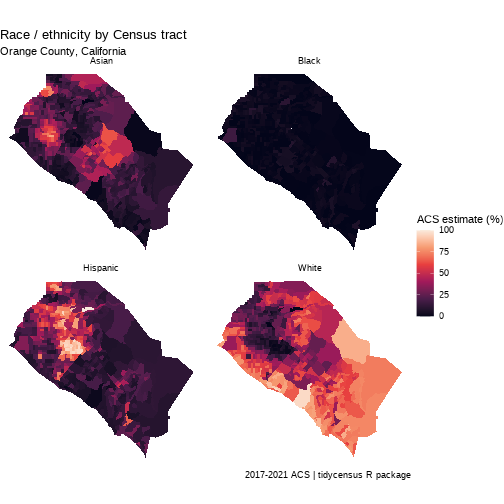 Race / ethnicity by Census tract
Orange County, California
Asian
Black
ACS estimate (%)
100
75
50
25
0
Hispanic
White
2017-2021 ACS | tidycensus R package